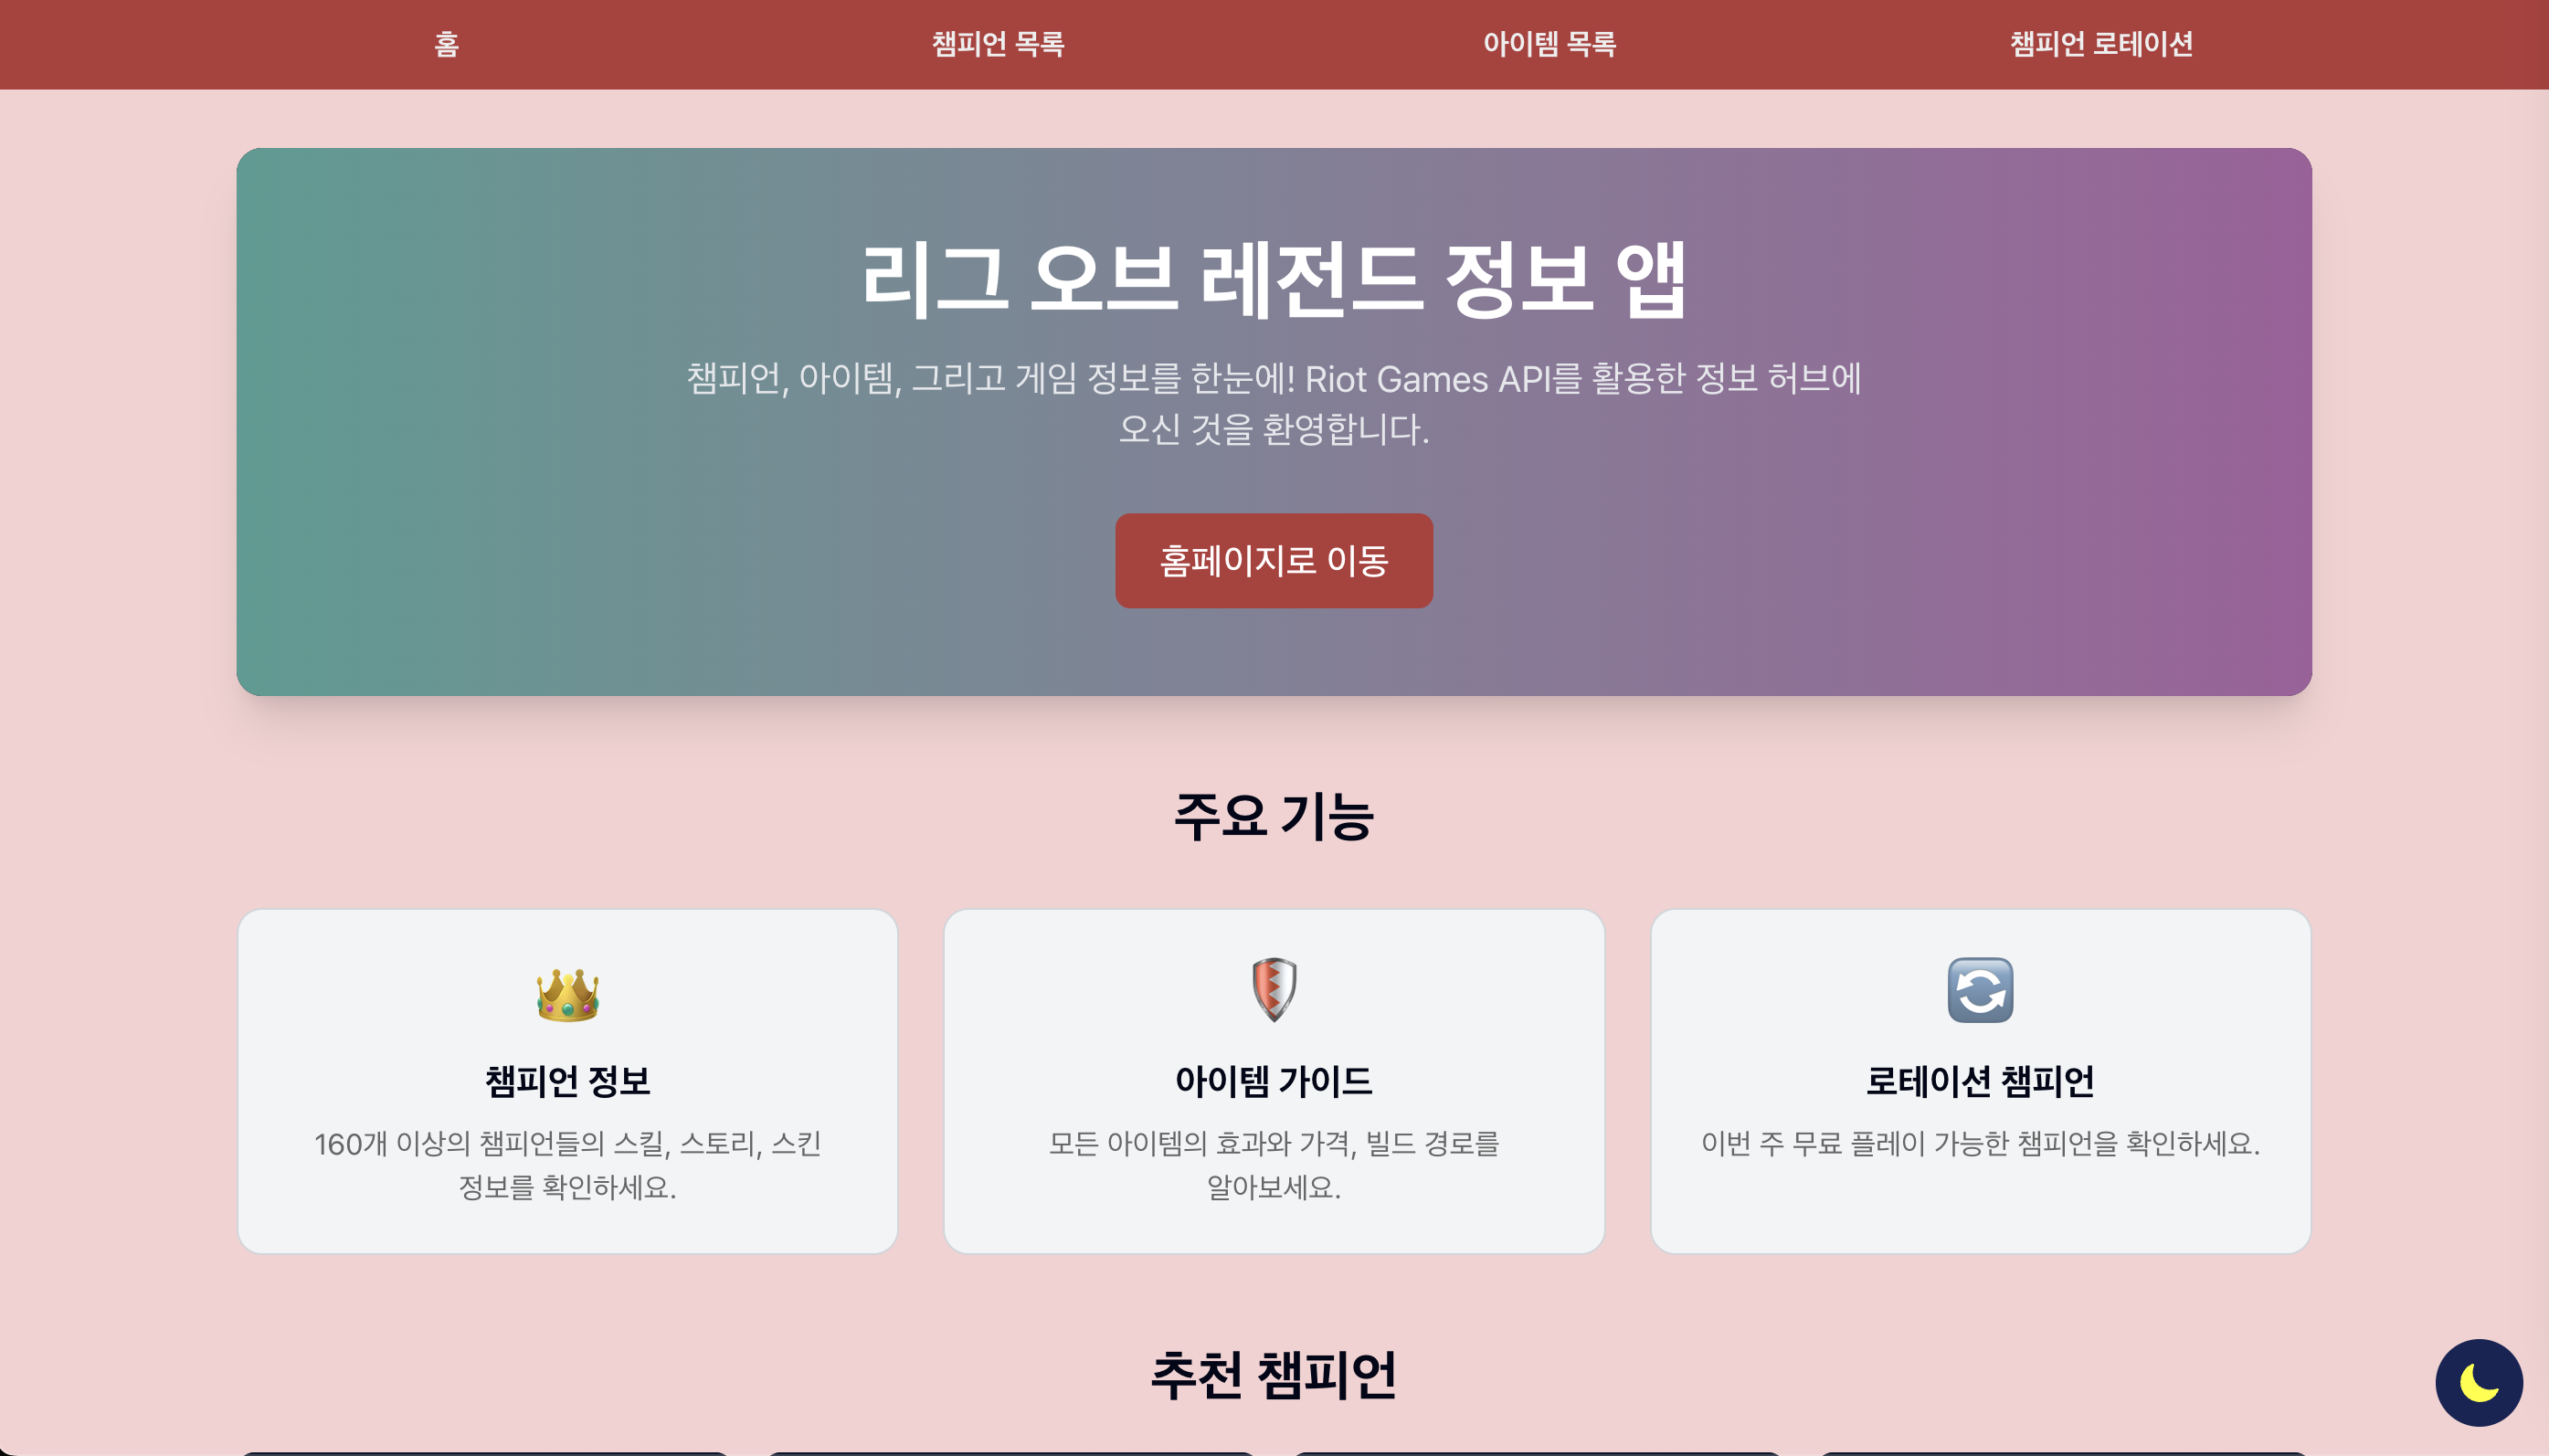 홈
챔피언 목록
아이템 목록
챔피언 로테이션
리그 오브 레전드 정보 앱
챔피언, 아이템, 그리고 게임 정보를 한눈에! Riot Games API를 활용한 정보 허브에
오신 것을 환영합니다.
홈페이지로 이동
주요 기능
챔피언 정보
160개 이상의 챔피언들의 스킬, 스토리, 스킨
정보를 확인하세요.
아이템 가이드
모든 아이템의 효과와 가격, 빌드 경로를
알아보세요.
로테이션 챔피언
이번 주 무료 플레이 가능한 챔피언을 확인하세요.
추천 챔피언